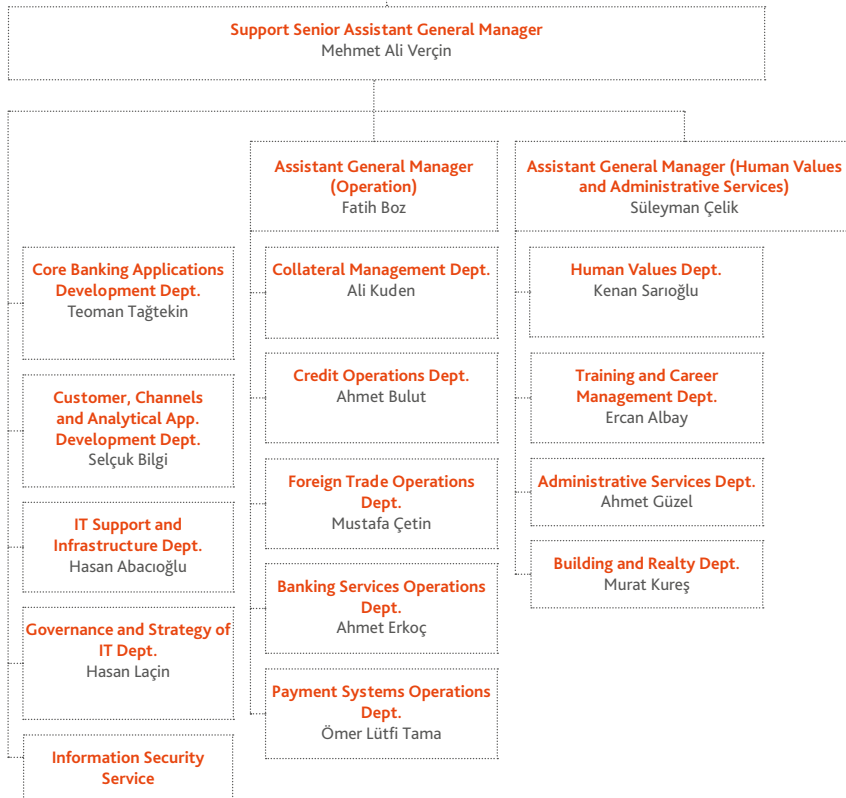 Support Senior Assistant General Manager
Mehmet Ali Verçin
Assistant General Manager
(Operation)
Fatih Boz
Assistant General Manager (Human Values
and Administrative Services)
Süleyman Çelik
Core Banking Applications
Development Dept.
Teoman Tağtekin
Customer, Channels
and Analytical App.
Development Dept.
Selçuk Bilgi
IT Support and
Infrastructure Dept.
Hasan Abacıoğlu
Governance and Strategy of
IT Dept.
Hasan Laçin
Information Security
Service
Collateral Management Dept.
Ali Kuden
Credit Operations Dept.
Ahmet Bulut
Foreign Trade Operations
Dept.
Mustafa Çetin
Banking Services Operations
Dept.
Ahmet Erkoç
Payment Systems Operations
Dept.
Ömer Lütfi Tama
Human Values Dept.
Kenan Sarıoğlu
Training and Career
Management Dept.
Ercan Albay
Administrative Services Dept.
Ahmet Güzel
Building and Realty Dept.
Murat Kureş